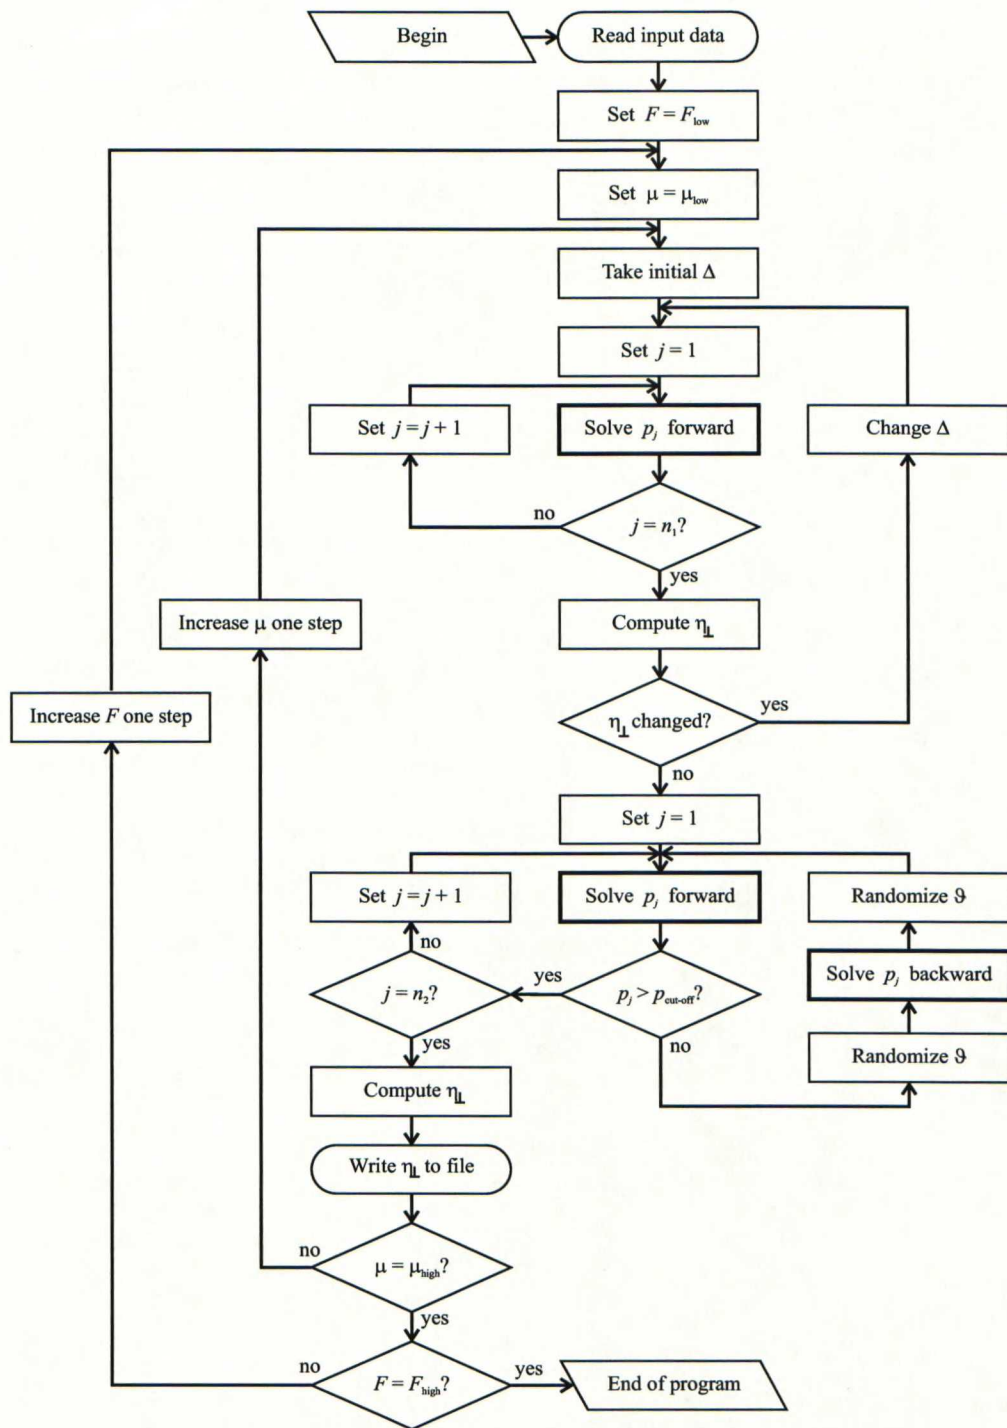 Begin
Read input data
Set F = F_low
Set μ = μ_low
Take initial Δ
Set j = 1
Set j = j + 1
Solve p_j forward
Change Δ
no
j = n_1?
yes
Increase μ one step
Compute η_⊥
Increase F one step
η_⊥ changed?
yes
no
Set j = 1
Set j = j + 1
Solve p_j forward
Randomize ϑ
no
Solve p_j backward
j = n_2?
yes
p_j > p_cut-off?
yes
no
Randomize ϑ
Compute η_⊥
Write η_⊥ to file
no
μ = μ_high?
yes
no
F = F_high?
yes
End of program